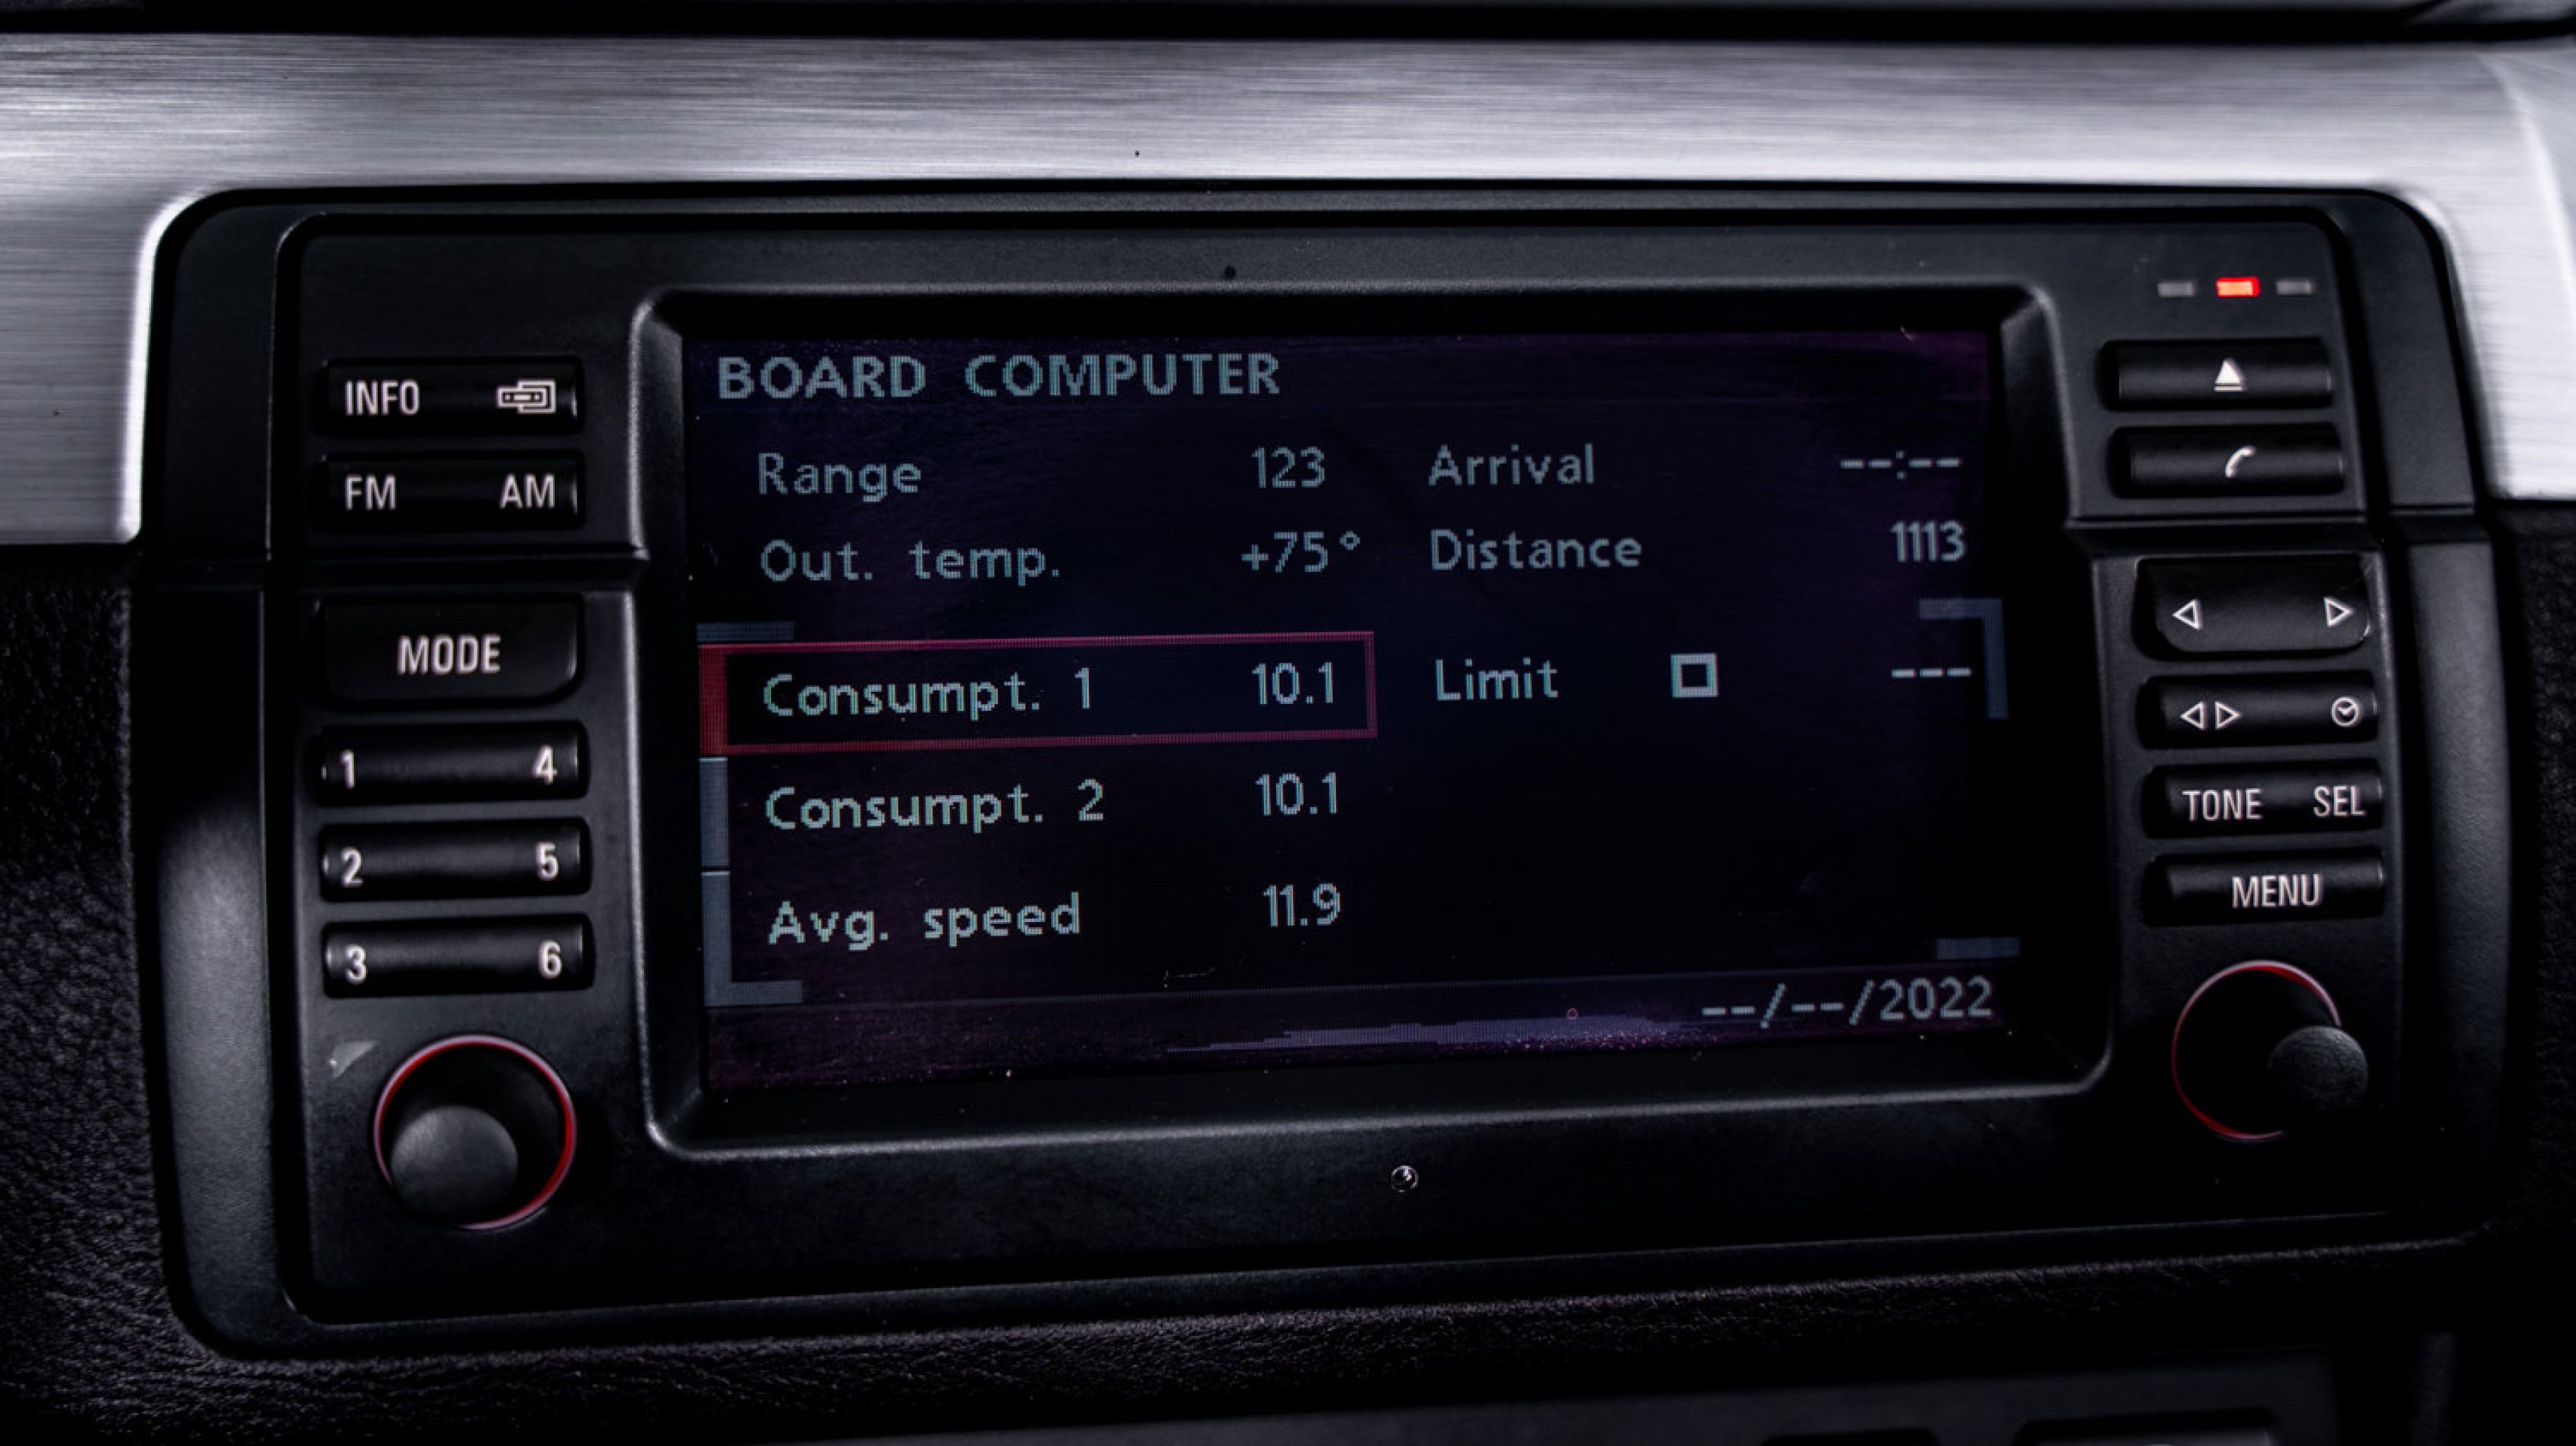 INFO
FM AM
MODE
1 4
2 5
3 6
BOARD COMPUTER
Range 123 Arrival --:--
Out. temp. +75° Distance 1113
Consumpt. 1 10.1 Limit ---
Consumpt. 2 10.1
Avg. speed 11.9
--/--/2022
TONE SEL
MENU